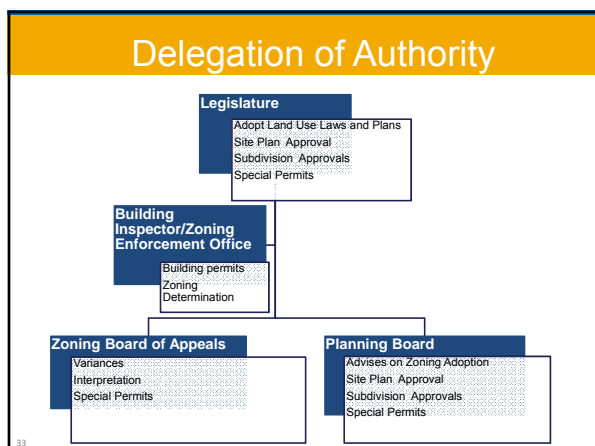 Delegation of Authority
Legislature
Adopt Land Use Laws and Plans
Site Plan Approval
Subdivision Approvals
Special Permits
Building
Inspector/Zoning
Enforcement Office
Building permits
Zoning
Determination
Zoning Board of Appeals
Variances
Interpretation
Special Permits
Planning Board
Advises on Zoning Adoption
Site Plan Approval
Subdivision Approvals
Special Permits
33